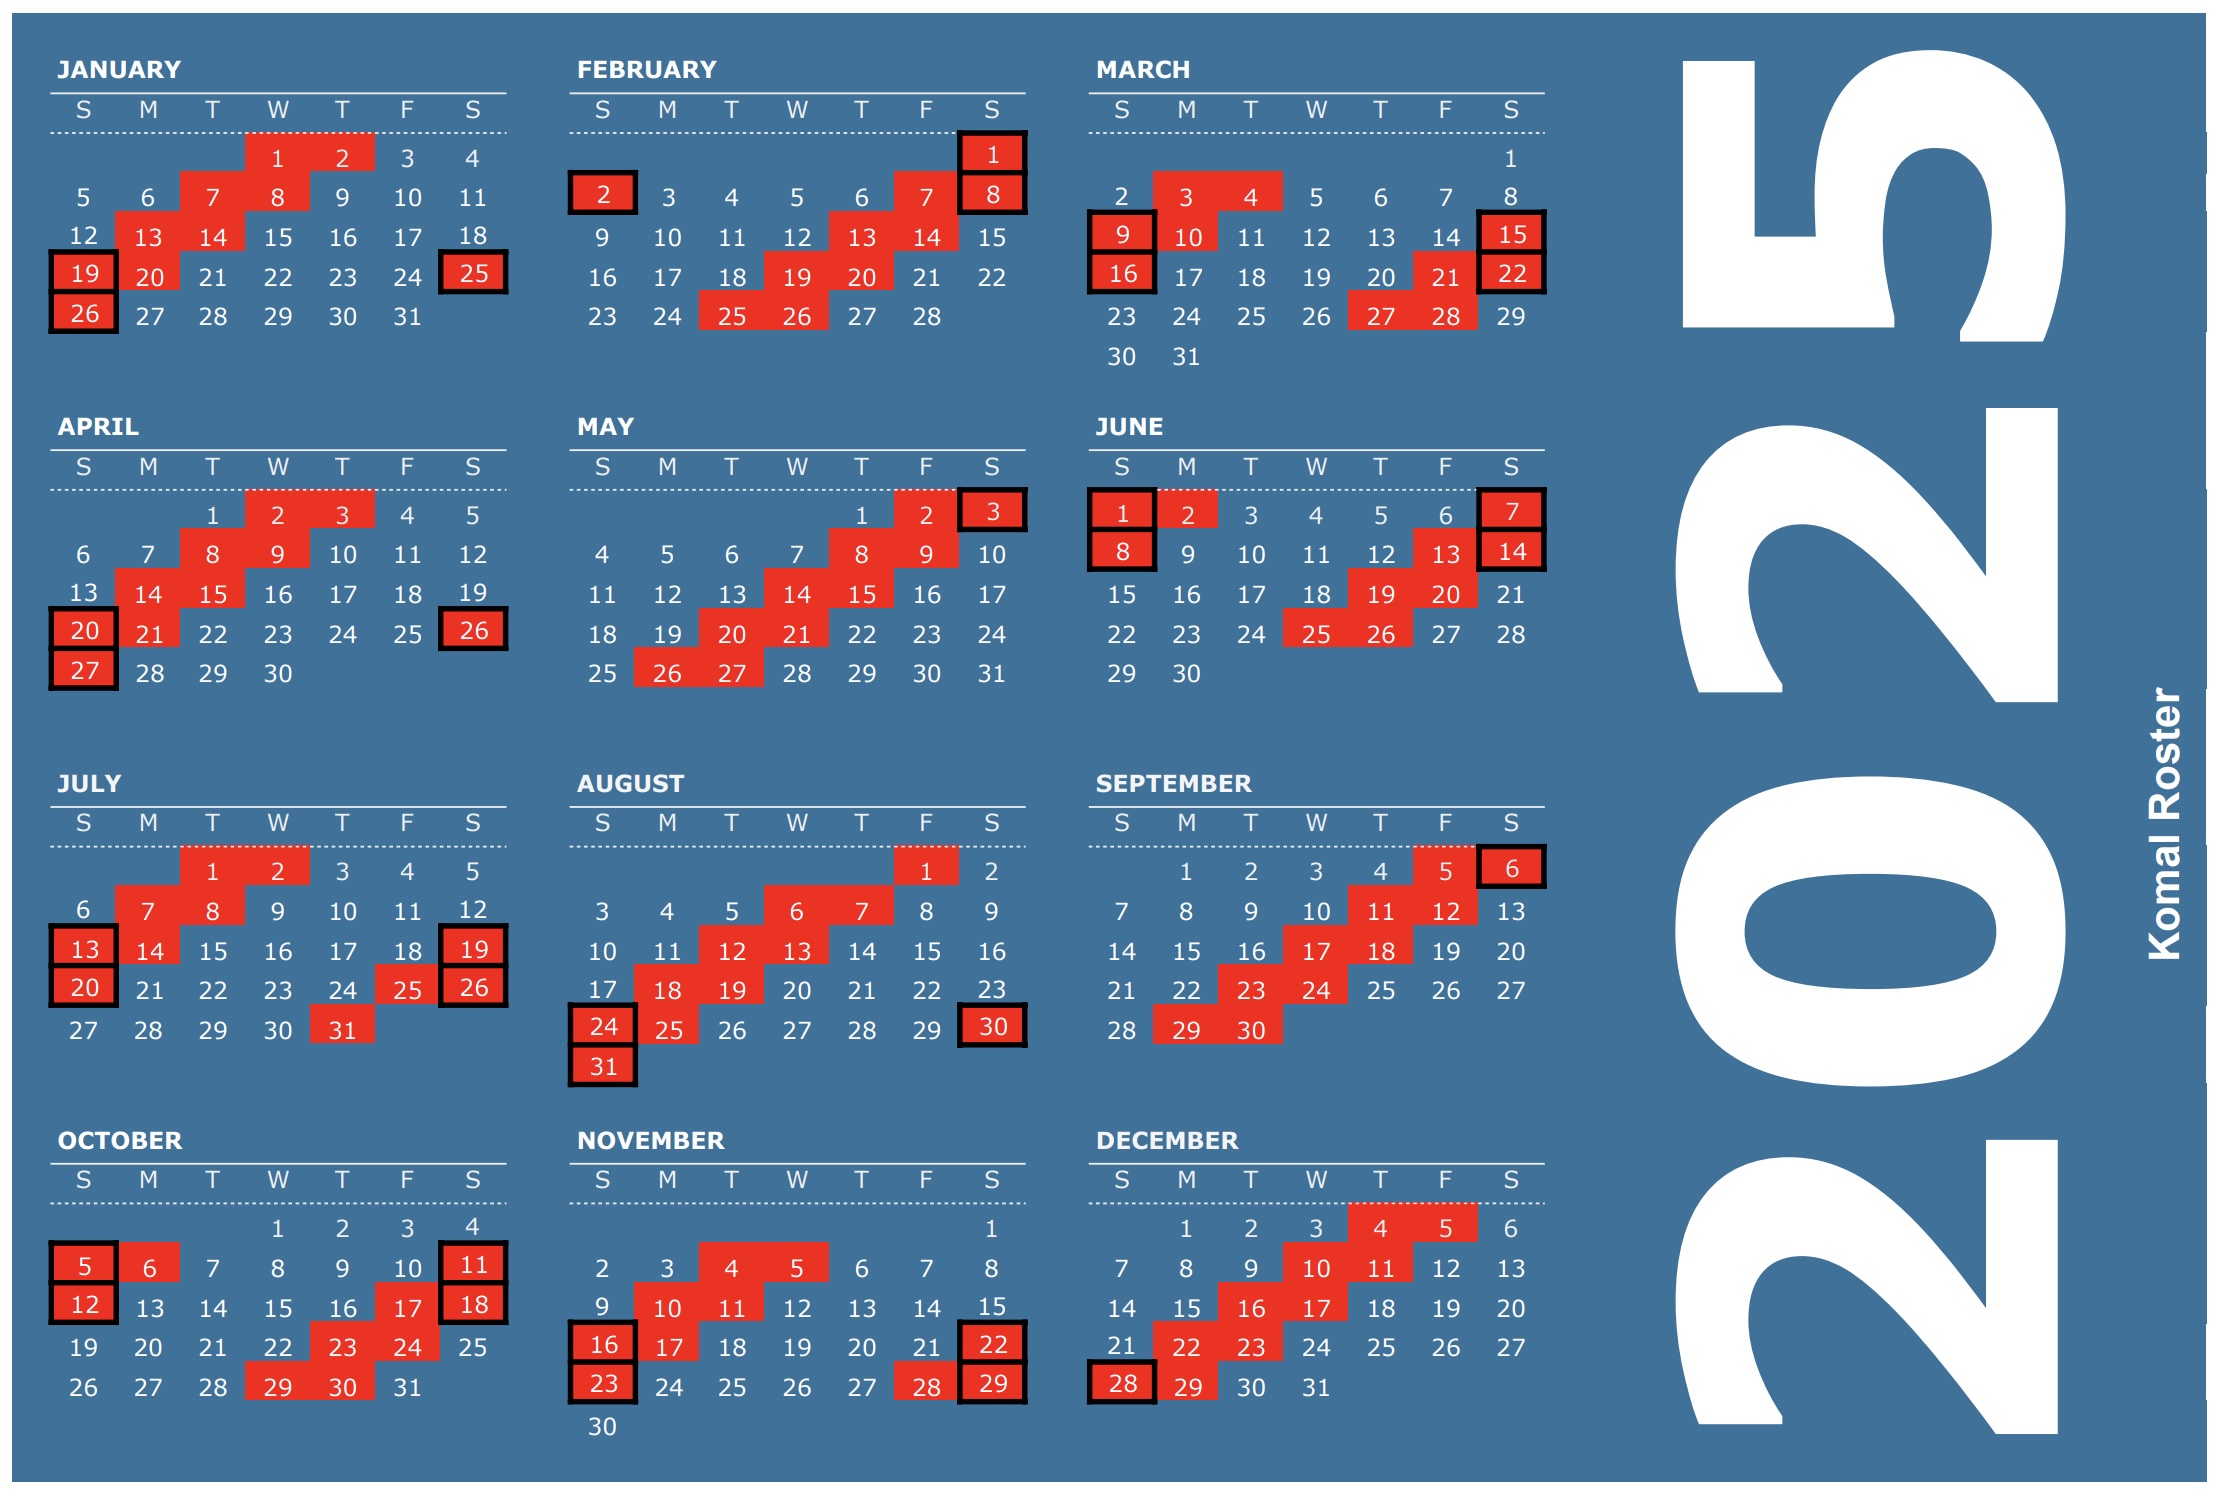 JANUARY
S M T W T F S
1 2 3 4
5 6 7 8 9 10 11
12 13 14 15 16 17 18
19 20 21 22 23 24 25
26 27 28 29 30 31
FEBRUARY
S M T W T F S
1
2 3 4 5 6 7 8
9 10 11 12 13 14 15
16 17 18 19 20 21 22
23 24 25 26 27 28
MARCH
S M T W T F S
1
2 3 4 5 6 7 8
9 10 11 12 13 14 15
16 17 18 19 20 21 22
23 24 25 26 27 28 29
30 31
APRIL
S M T W T F S
1 2 3 4 5
6 7 8 9 10 11 12
13 14 15 16 17 18 19
20 21 22 23 24 25 26
27 28 29 30
MAY
S M T W T F S
1 2 3
4 5 6 7 8 9 10
11 12 13 14 15 16 17
18 19 20 21 22 23 24
25 26 27 28 29 30 31
JUNE
S M T W T F S
1 2 3 4 5 6 7
8 9 10 11 12 13 14
15 16 17 18 19 20 21
22 23 24 25 26 27 28
29 30
JULY
S M T W T F S
1 2 3 4 5
6 7 8 9 10 11 12
13 14 15 16 17 18 19
20 21 22 23 24 25 26
27 28 29 30 31
AUGUST
S M T W T F S
1 2
3 4 5 6 7 8 9
10 11 12 13 14 15 16
17 18 19 20 21 22 23
24 25 26 27 28 29 30
31
SEPTEMBER
S M T W T F S
1 2 3 4 5 6
7 8 9 10 11 12 13
14 15 16 17 18 19 20
21 22 23 24 25 26 27
28 29 30
OCTOBER
S M T W T F S
1 2 3 4
5 6 7 8 9 10 11
12 13 14 15 16 17 18
19 20 21 22 23 24 25
26 27 28 29 30 31
NOVEMBER
S M T W T F S
1
2 3 4 5 6 7 8
9 10 11 12 13 14 15
16 17 18 19 20 21 22
23 24 25 26 27 28 29
30
DECEMBER
S M T W T F S
1 2 3 4 5 6
7 8 9 10 11 12 13
14 15 16 17 18 19 20
21 22 23 24 25 26 27
28 29 30 31
2025
Komal Roster